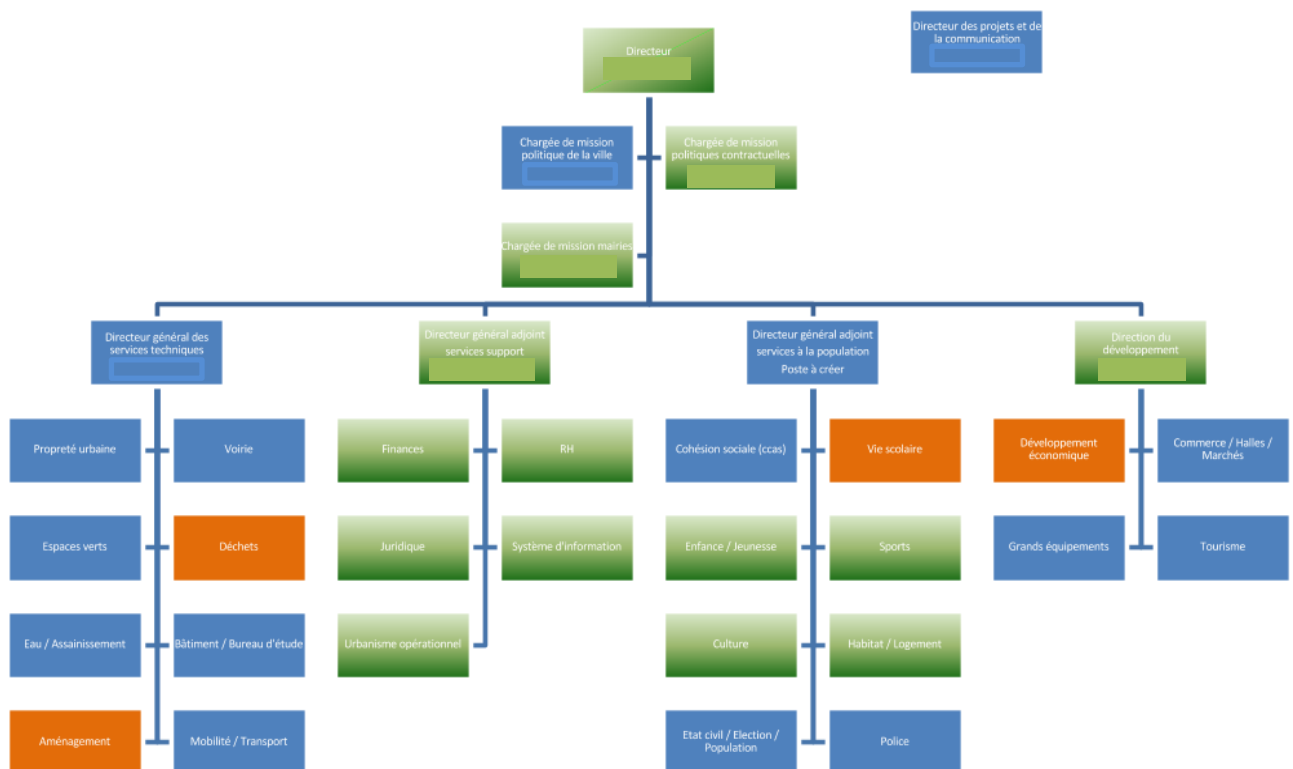 Directeur des projets et de
la communication
Directeur
Chargée de mission
politique de la ville
Chargée de mission
politiques contractuelles
Chargée de mission mairies
Directeur général des
services techniques
Directeur général adjoint
services support
Directeur général adjoint
services à la population
Poste à créer
Direction du
développement
Propreté urbaine
Voirie
Finances
RH
Cohésion sociale (ccas)
Vie scolaire
Développement
économique
Commerce / Halles /
Marchés
Espaces verts
Déchets
Juridique
Système d'information
Enfance / Jeunesse
Sports
Grands équipements
Tourisme
Eau / Assainissement
Bâtiment / Bureau d'étude
Urbanisme opérationnel
Culture
Habitat / Logement
Aménagement
Mobilité / Transport
Etat civil / Election /
Population
Police